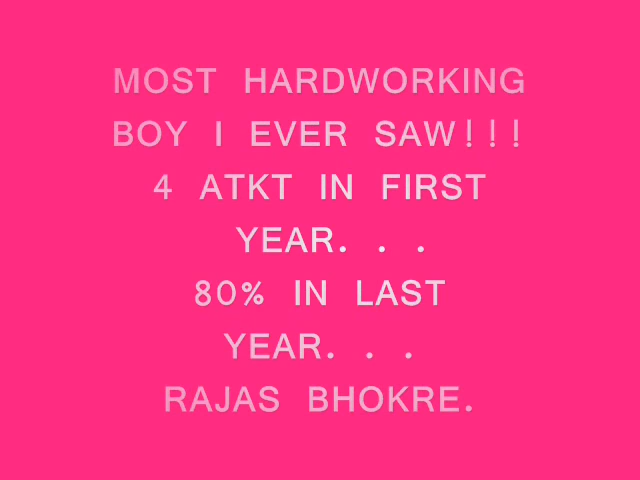 MOST HARDWORKING
BOY I EVER SAW!!!
4 ATKT IN FIRST
YEAR. . .
80% IN LAST
YEAR. . .
RAJAS BHOKRE.